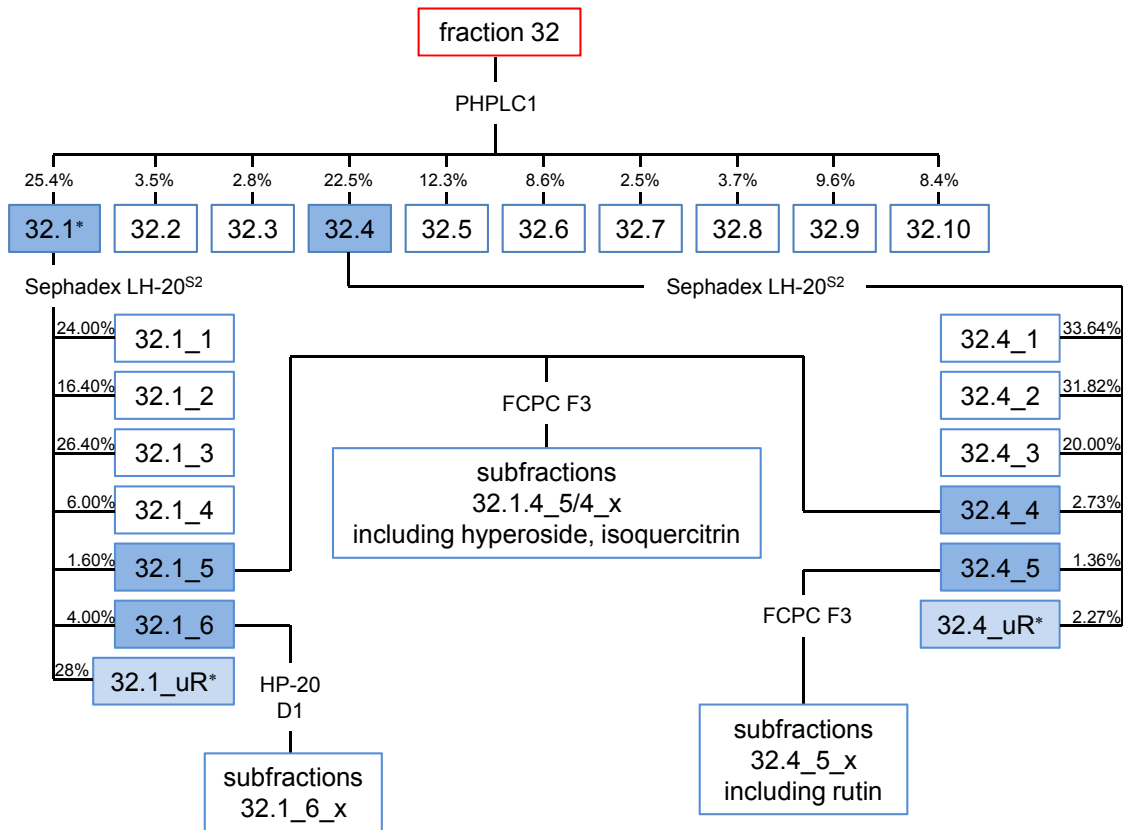 fraction 32
PHPLC1
25.4% 3.5% 2.8% 22.5% 12.3% 8.6% 2.5% 3.7% 9.6% 8.4%
32.1* 32.2 32.3 32.4 32.5 32.6 32.7 32.8 32.9 32.10
Sephadex LH-20S2 Sephadex LH-20S2
24.00% 32.1_1 32.4_1 33.64%
16.40% 32.1_2 32.4_2 31.82%
FCPC F3
26.40% 32.1_3 32.4_3 20.00%
subfractions
32.1.4_5/4_x
including hyperoside, isoquercitrin
6.00% 32.1_4 32.4_4 2.73%
1.60% 32.1_5 32.4_5 1.36%
4.00% 32.1_6 FCPC F3 32.4_uR* 2.27%
28% 32.1_uR* HP-20
D1
subfractions
32.4_5_x
including rutin
subfractions
32.1_6_x